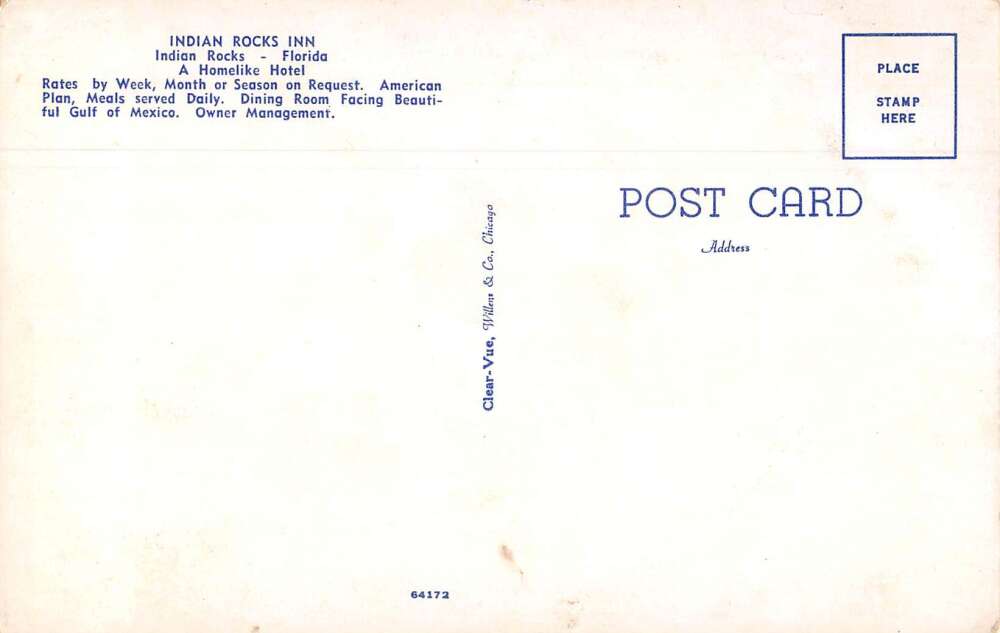 INDIAN ROCKS INN
Indian Rocks - Florida
A Homelike Hotel
Rates by Week, Month or Season on Request. American
Plan, Meals served Daily. Dining Room Facing Beauti-
ful Gulf of Mexico. Owner Management.
PLACE
STAMP
HERE
POST CARD
Address
Clear-Vue, Willens & Co., Chicago
64172